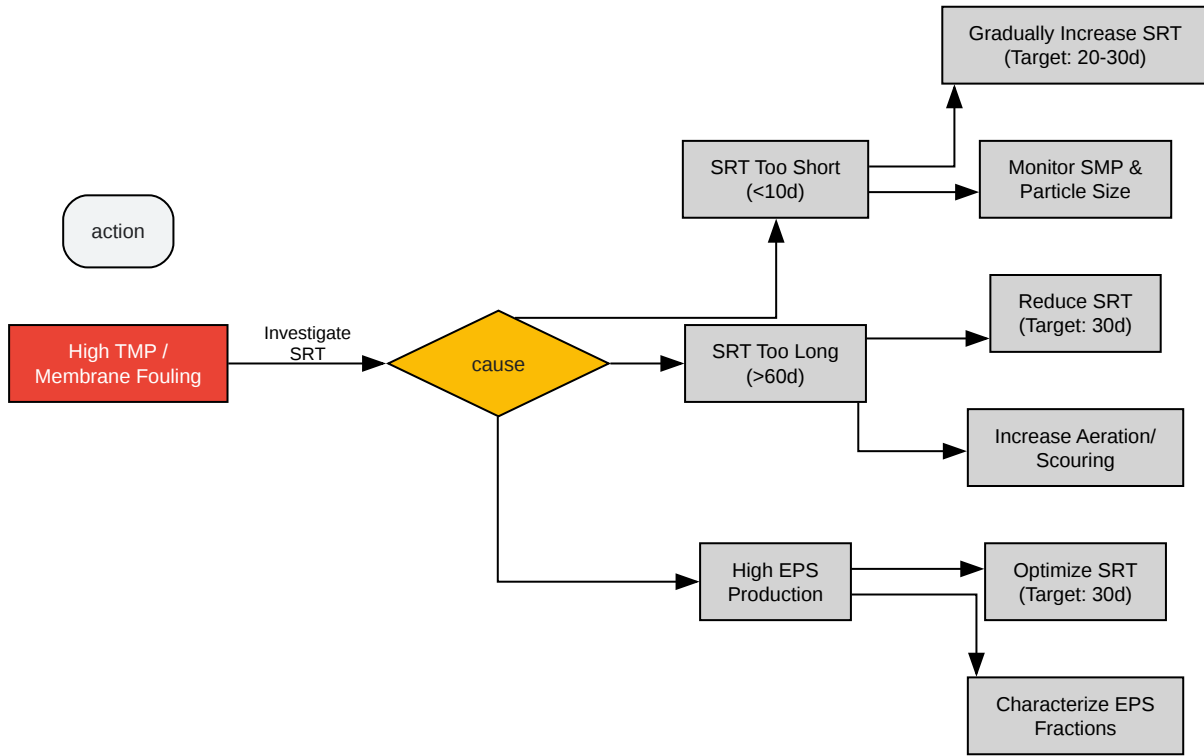 Gradually Increase SRT
(Target: 20-30d)
SRT Too Short
(<10d)
Monitor SMP &
Particle Size
action
Reduce SRT
(Target: 30d)
High TMP /
Membrane Fouling
Investigate
SRT
cause
SRT Too Long
(>60d)
Increase Aeration/
Scouring
High EPS
Production
Optimize SRT
(Target: 30d)
Characterize EPS
Fractions